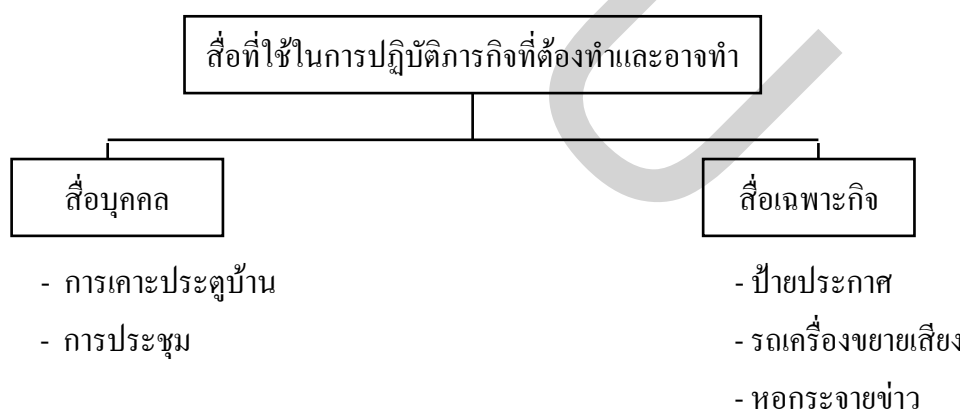 สื่อที่ใช้ในการปฏิบัติภารกิจที่ต้องทำและอาจทำ
สื่อบุคคล
- การเคาะประตูบ้าน
- การประชุม
สื่อเฉพาะกิจ
- ป้ายประกาศ
- รถเครื่องขยายเสียง
- หอกระจายข่าว